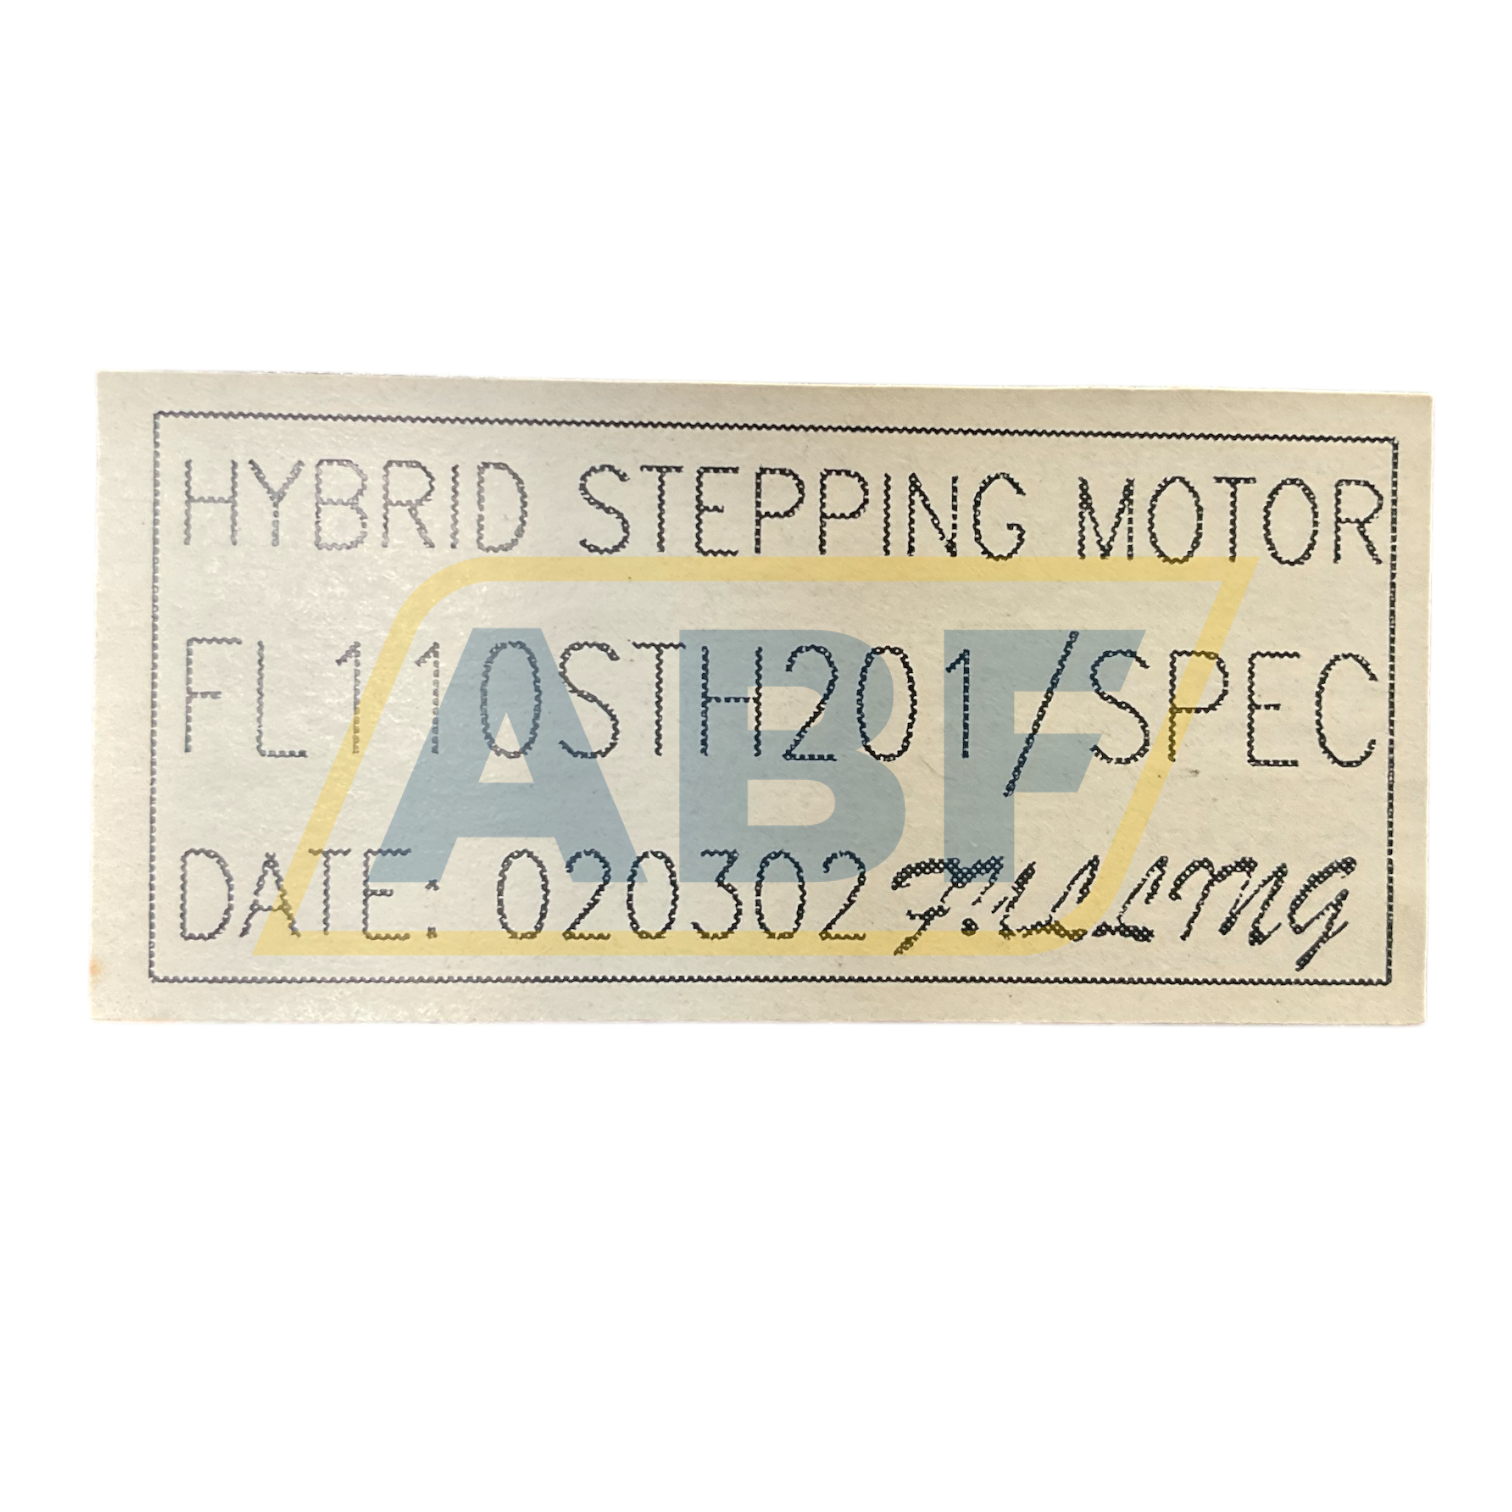 HYBRID STEPPING MOTOR
FL110STH201/SPEC
DATE: 020302
ABF